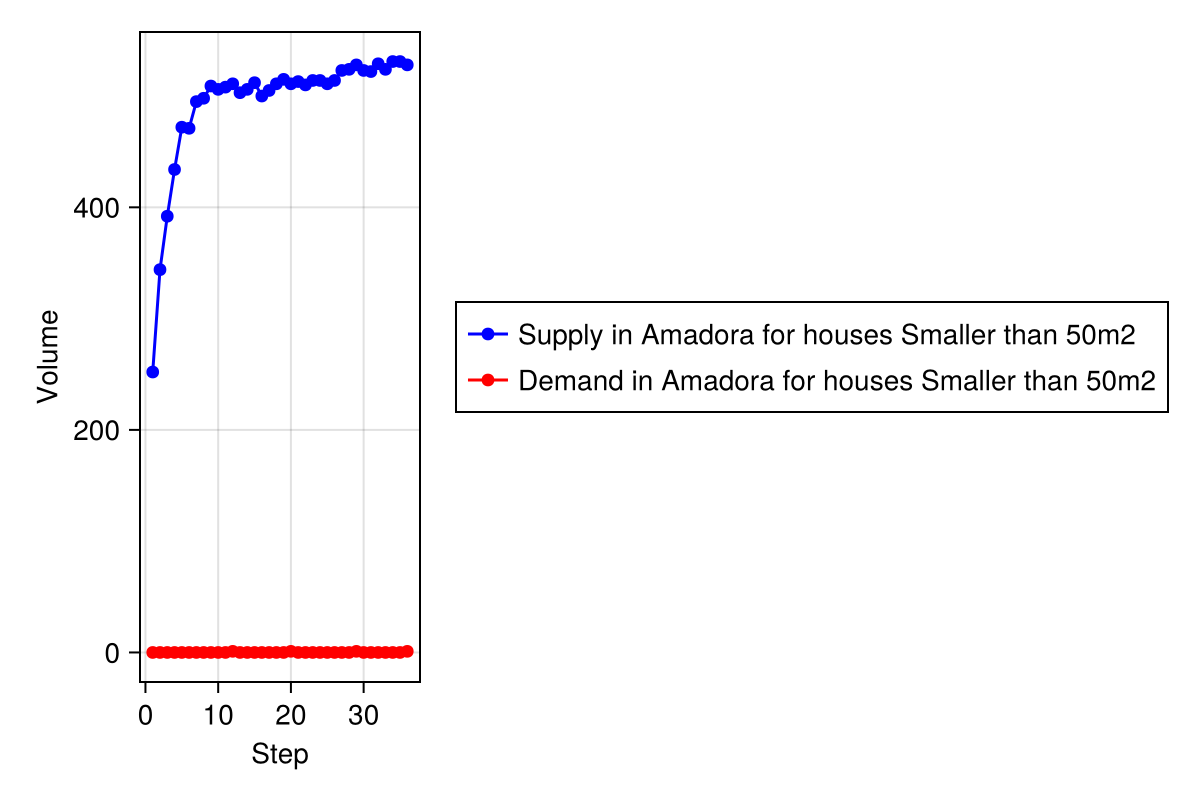 Volume
400
200
0
0 10 20 30
Step
Supply in Amadora for houses Smaller than 50m2
Demand in Amadora for houses Smaller than 50m2